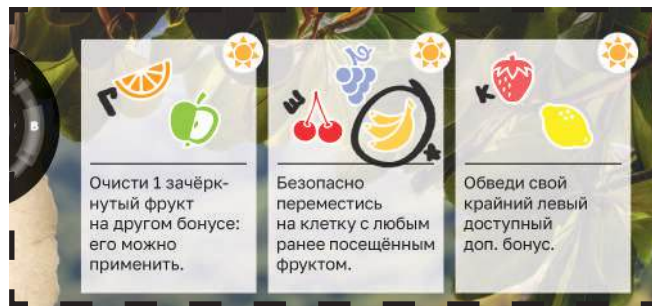 В
Г
Очисти 1 зачёрк-
нутый фрукт
на другом бонусе:
его можно
применить.
Ш
Д
Безопасно
переместись
на клетку с любым
ранее посещённым
фруктом.
К
Обведи свой
крайний левый
доступный
доп. бонус.